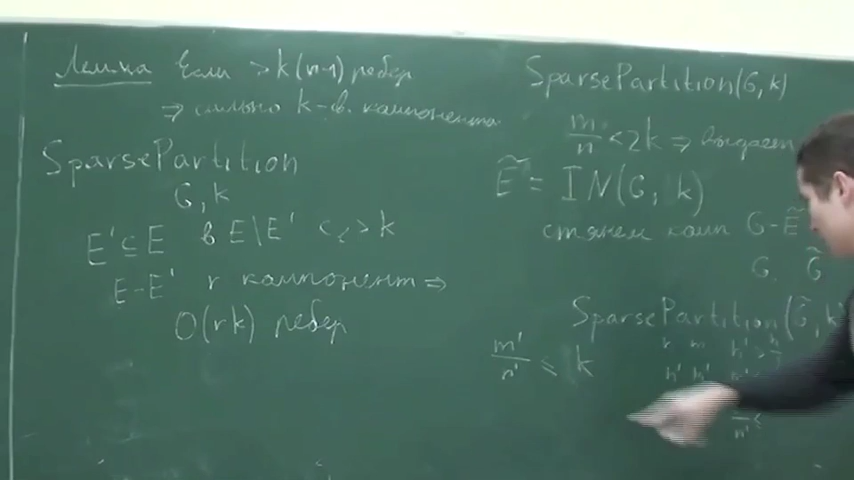 Лемма Если ≥ k(n-1) ребер
⇒ сильно k-св. компонента
SparsePartition
G, k
E' ⊆ E в E\E' c_e > k
E-E' r компонент ⇒
O(rk) ребер
SparsePartition(G, k)
m/n < 2k ⇒ выдаем
Ẽ = IN(G, k)
стянем комп G-Ẽ
G, G̃
SparsePartition(G̃, k
m'/n' ≤ k